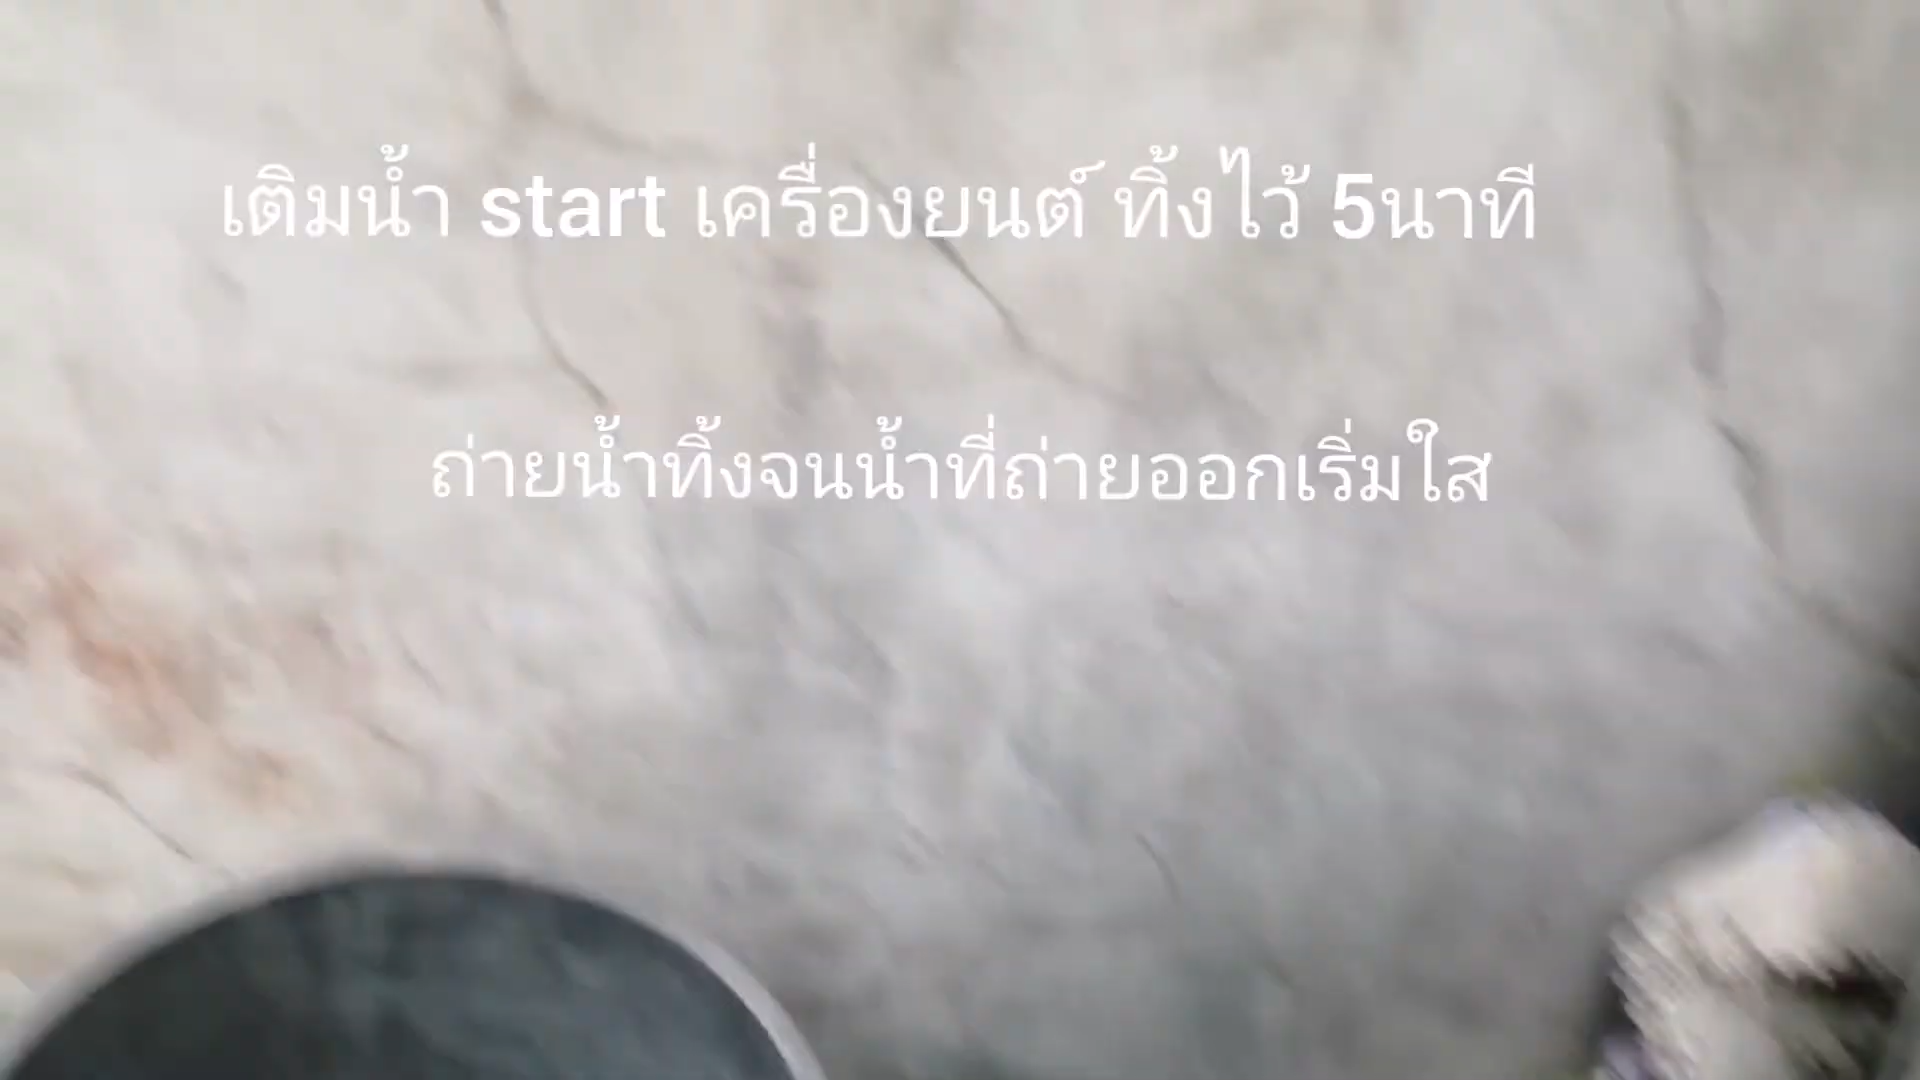 เติมน้ำ start เครื่องยนต์ ทิ้งไว้ 5นาที
ถ่ายน้ำทิ้งจนน้ำที่ถ่ายออกเริ่มใส